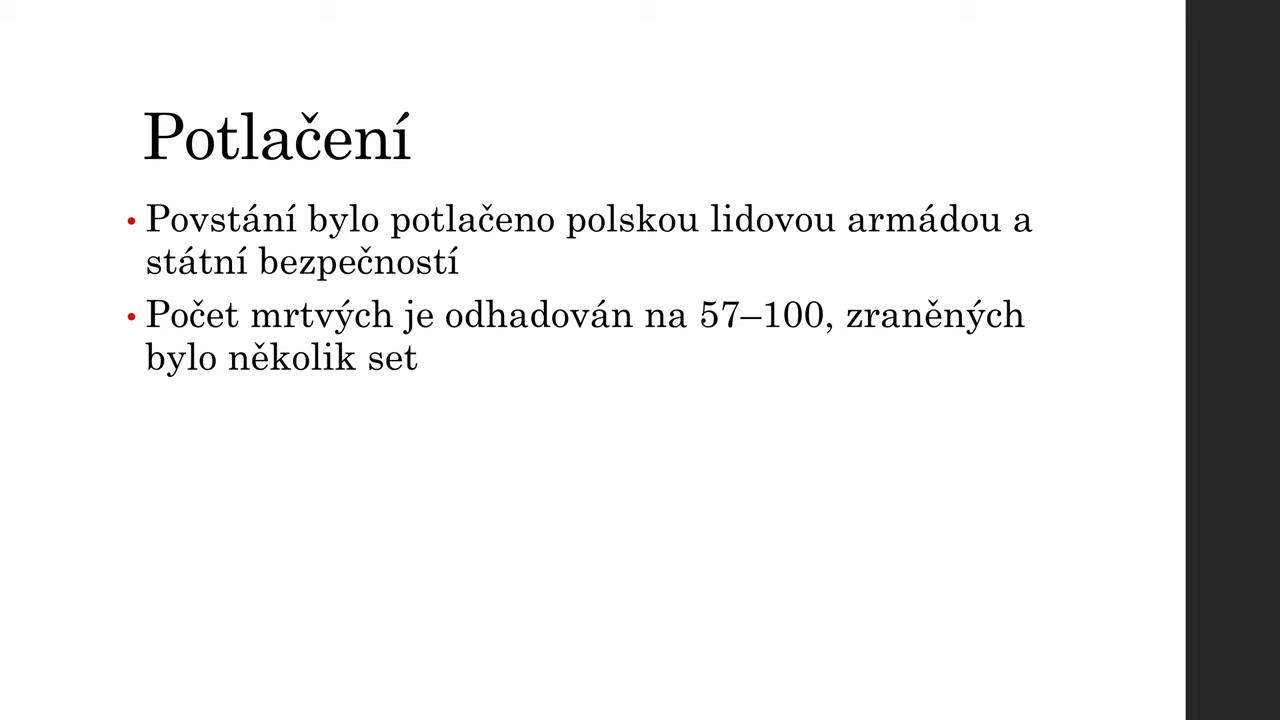 Potlačení
• Povstání bylo potlačeno polskou lidovou armádou a
státní bezpečností
• Počet mrtvých je odhadován na 57–100, zraněných
bylo několik set